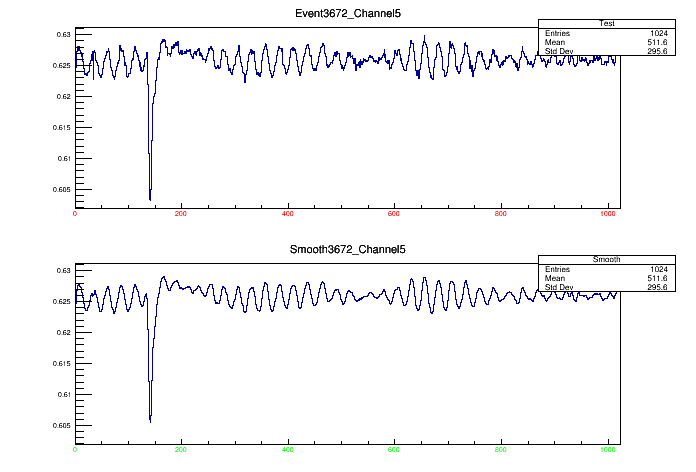 Event3672_Channel5
Test
Entries 1024
Mean 511.6
Std Dev 295.6
0.63
0.625
0.62
0.615
0.61
0.605
0 200 400 600 800 1000
Smooth3672_Channel5
Smooth
Entries 1024
Mean 511.6
Std Dev 295.6
0.63
0.625
0.62
0.615
0.61
0.605
0 200 400 600 800 1000